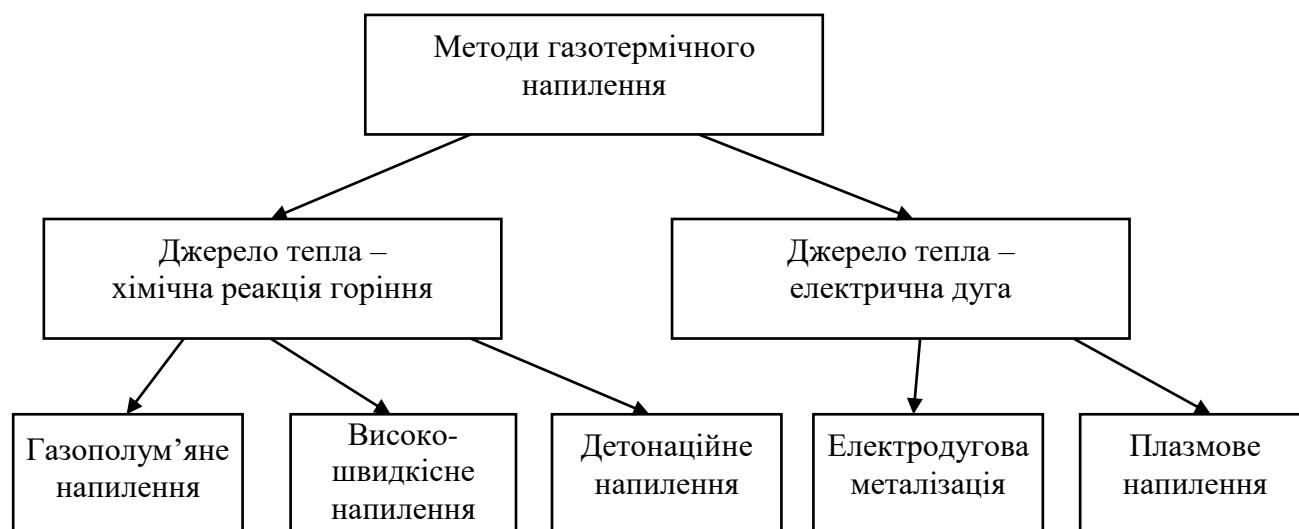 Методи газотермічного
напилення
Джерело тепла –
хімічна реакція горіння
Джерело тепла –
електрична дуга
Газополум’яне
напилення
Високо-
швидкісне
напилення
Детонаційне
напилення
Електродугова
металізація
Плазмове
напилення